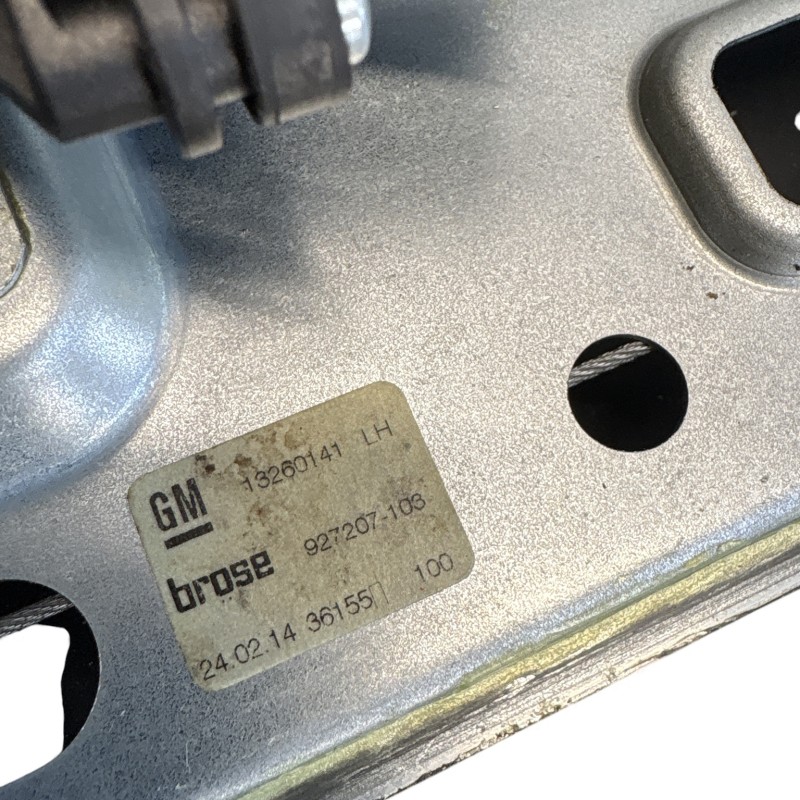 GM 13260141 LH
brose 927207-103
24.02.14 36155 100